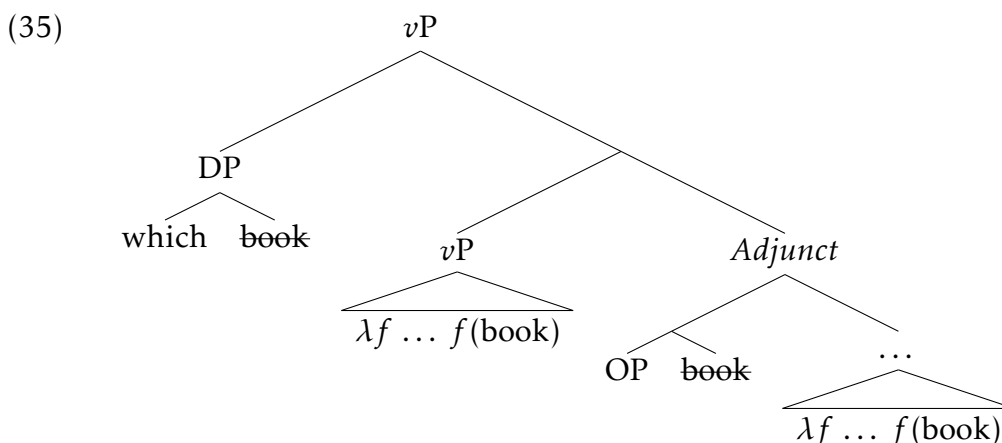 (35)
vP
DP
which book
vP
Adjunct
λf … f(book)
OP book
…
λf … f(book)